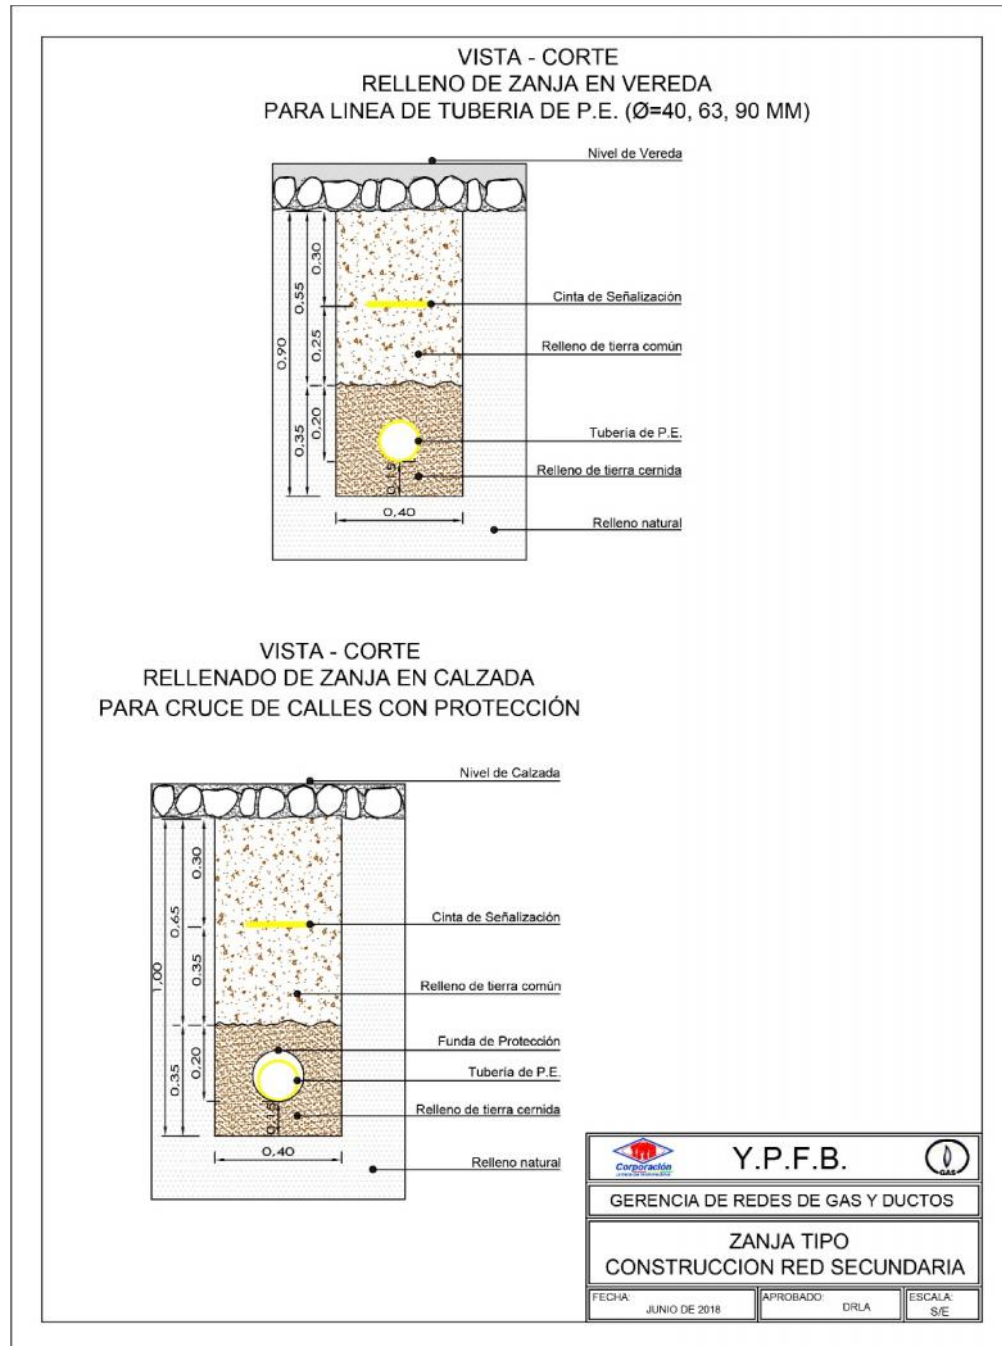 VISTA - CORTE
RELLENO DE ZANJA EN VEREDA
PARA LINEA DE TUBERIA DE P.E. (Ø=40, 63, 90 MM)
Nivel de Vereda
0,30
0,55
Cinta de Señalización
0,25
0,90
Relleno de tierra común
0,20
0,35
Tubería de P.E.
0,15
Relleno de tierra cernida
0,40
Relleno natural
VISTA - CORTE
RELLENADO DE ZANJA EN CALZADA
PARA CRUCE DE CALLES CON PROTECCIÓN
Nivel de Calzada
0,30
0,65
Cinta de Señalización
0,35
1,00
Relleno de tierra común
Funda de Protección
0,20
0,35
Tubería de P.E.
0,15
Relleno de tierra cernida
0,40
Relleno natural
Corporación
Y.P.F.B.
GAS
GERENCIA DE REDES DE GAS Y DUCTOS
ZANJA TIPO
CONSTRUCCION RED SECUNDARIA
FECHA:
JUNIO DE 2018
APROBADO:
DRLA
ESCALA:
S/E